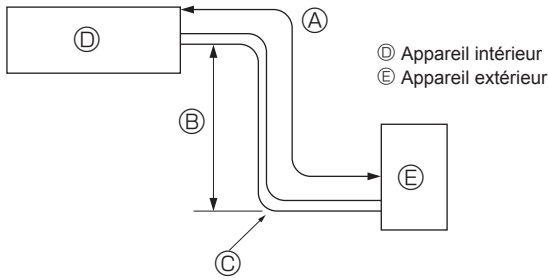 Ⓐ
Ⓓ
Ⓓ Appareil intérieur
Ⓔ Appareil extérieur
Ⓑ
Ⓔ
Ⓒ